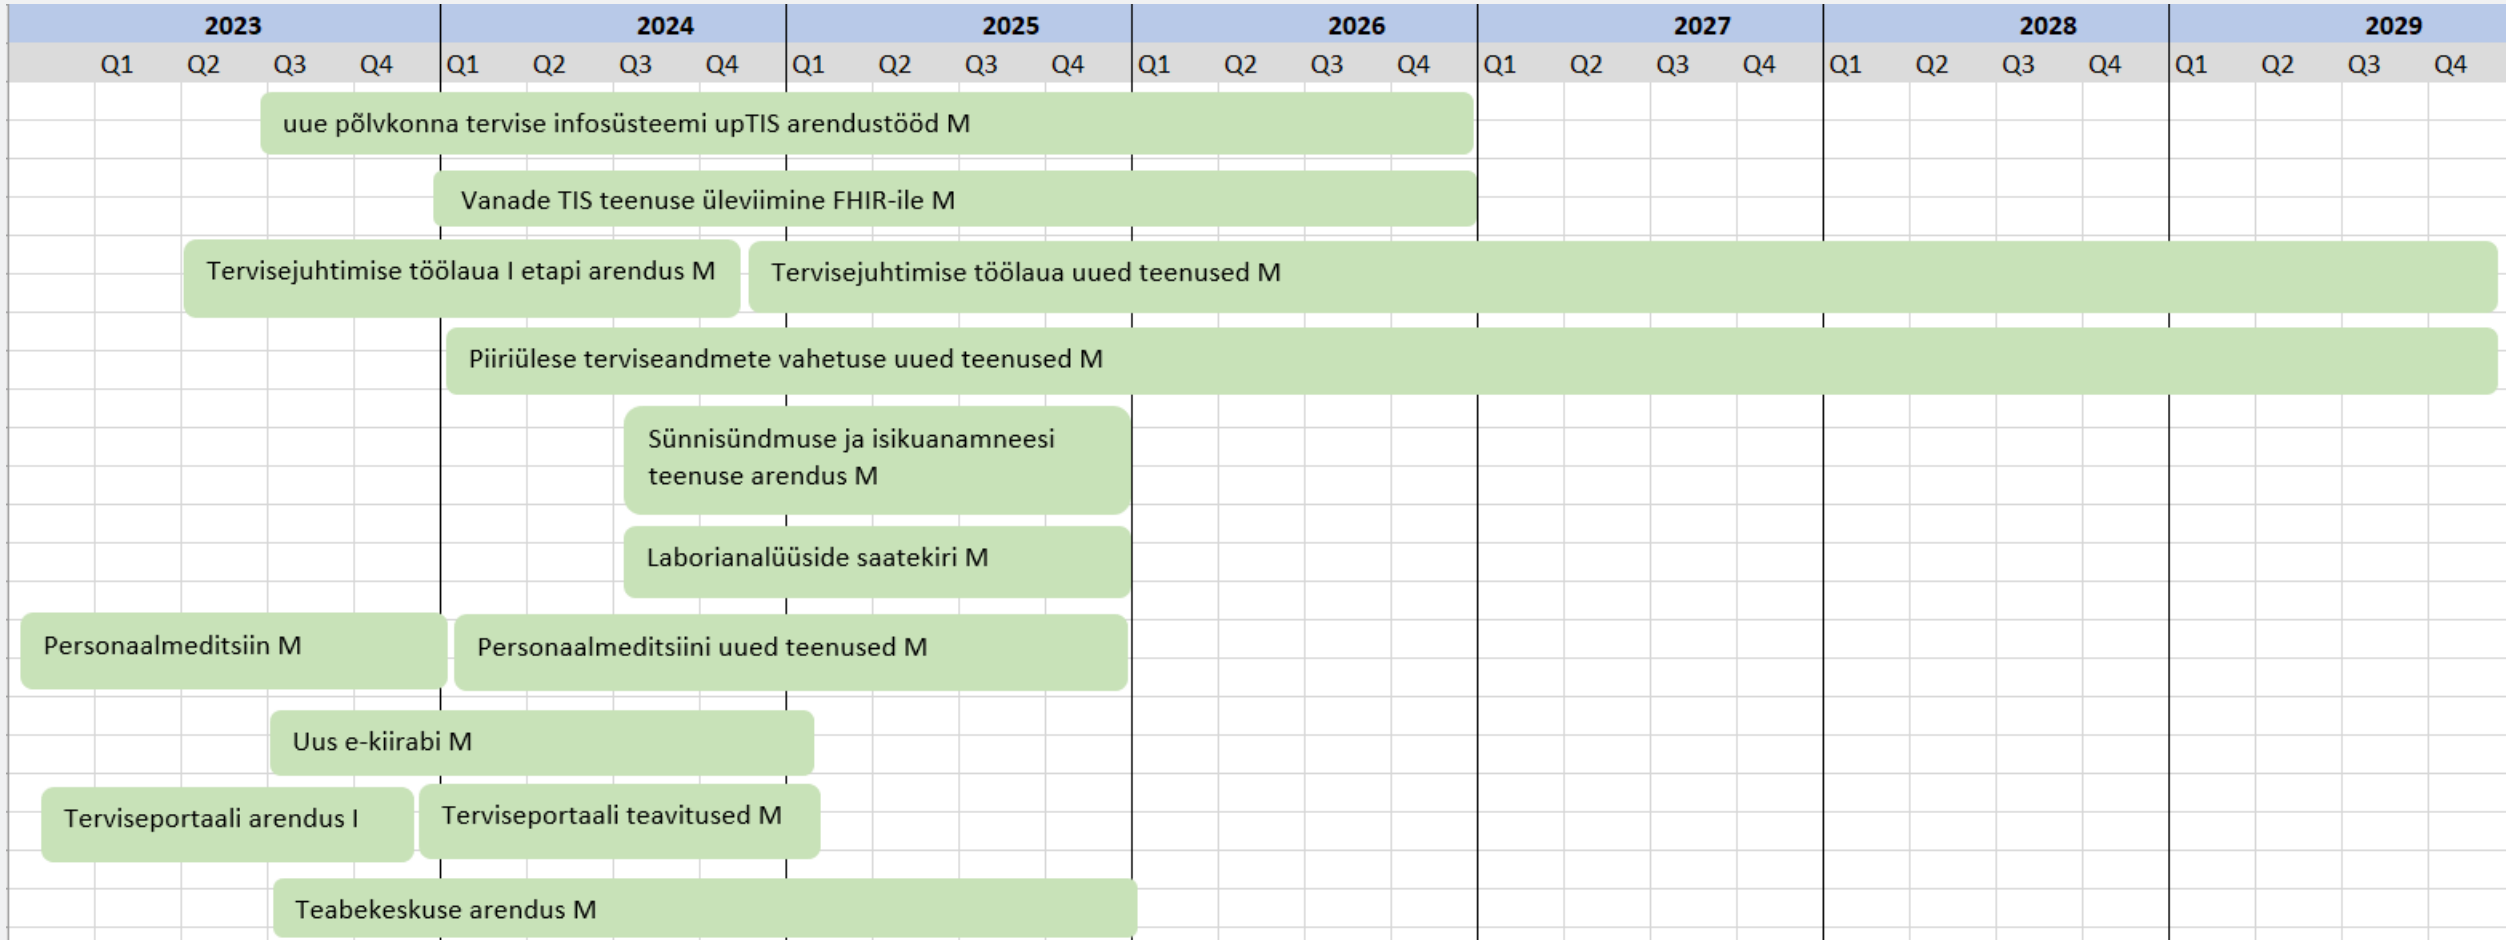 2023 2024 2025 2026 2027 2028 2029
Q1 Q2 Q3 Q4 Q1 Q2 Q3 Q4 Q1 Q2 Q3 Q4 Q1 Q2 Q3 Q4 Q1 Q2 Q3 Q4 Q1 Q2 Q3 Q4 Q1 Q2 Q3 Q4
uue põlvkonna tervise infosüsteemi upTIS arendustööd M
Vanade TIS teenuse üleviimine FHIR-ile M
Tervisejuhtimise töölaua I etapi arendus M
Tervisejuhtimise töölaua uued teenused M
Piiriülese terviseandmete vahetuse uued teenused M
Sünnisündmuse ja isikuanamneesi
teenuse arendus M
Laborianalüüside saatekiri M
Personaalmeditsiin M
Personaalmeditsiini uued teenused M
Uus e-kiirabi M
Terviseportaali arendus I
Terviseportaali teavitused M
Teabekeskuse arendus M